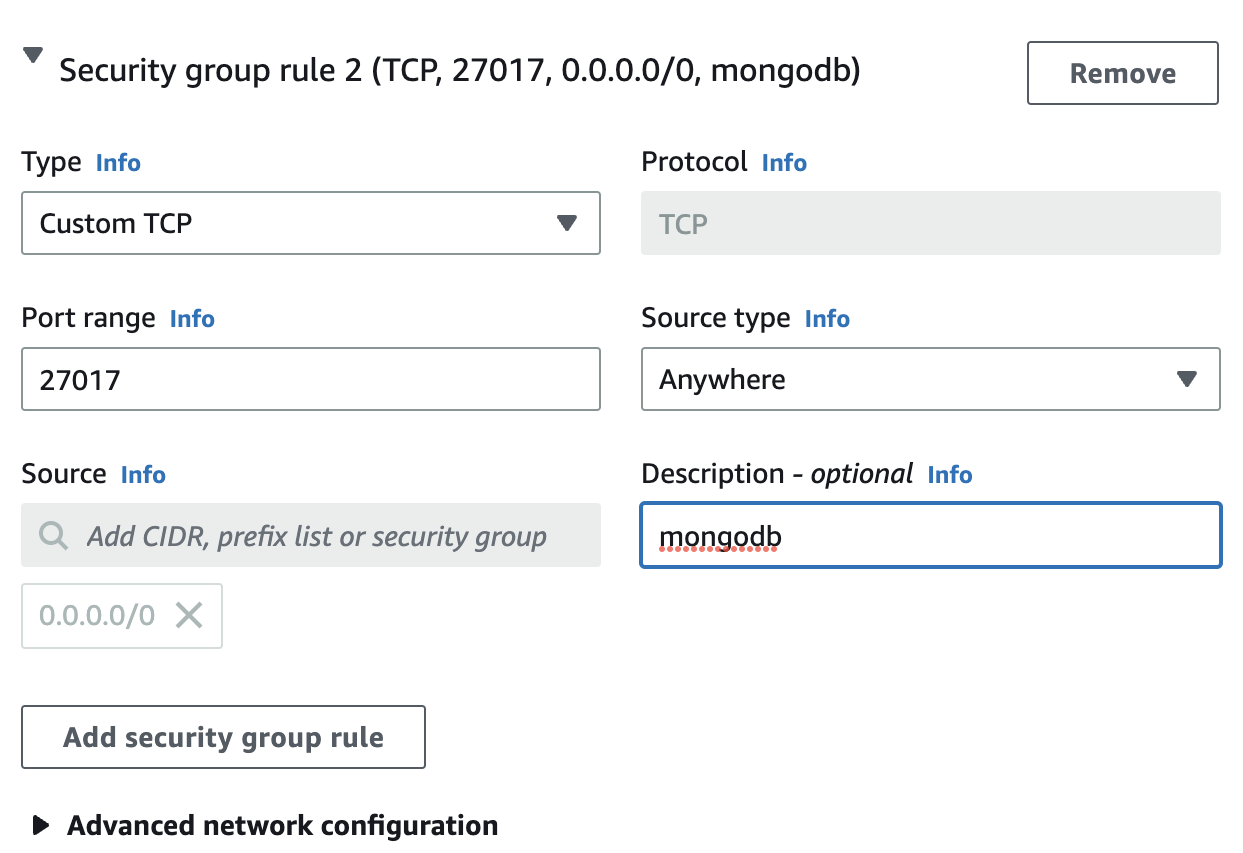 Security group rule 2 (TCP, 27017, 0.0.0.0/0, mongodb)
Remove
Type Info
Protocol Info
Custom TCP
TCP
Port range Info
Source type Info
27017
Anywhere
Source Info
Description - optional Info
Add CIDR, prefix list or security group
mongodb
0.0.0.0/0
Add security group rule
Advanced network configuration